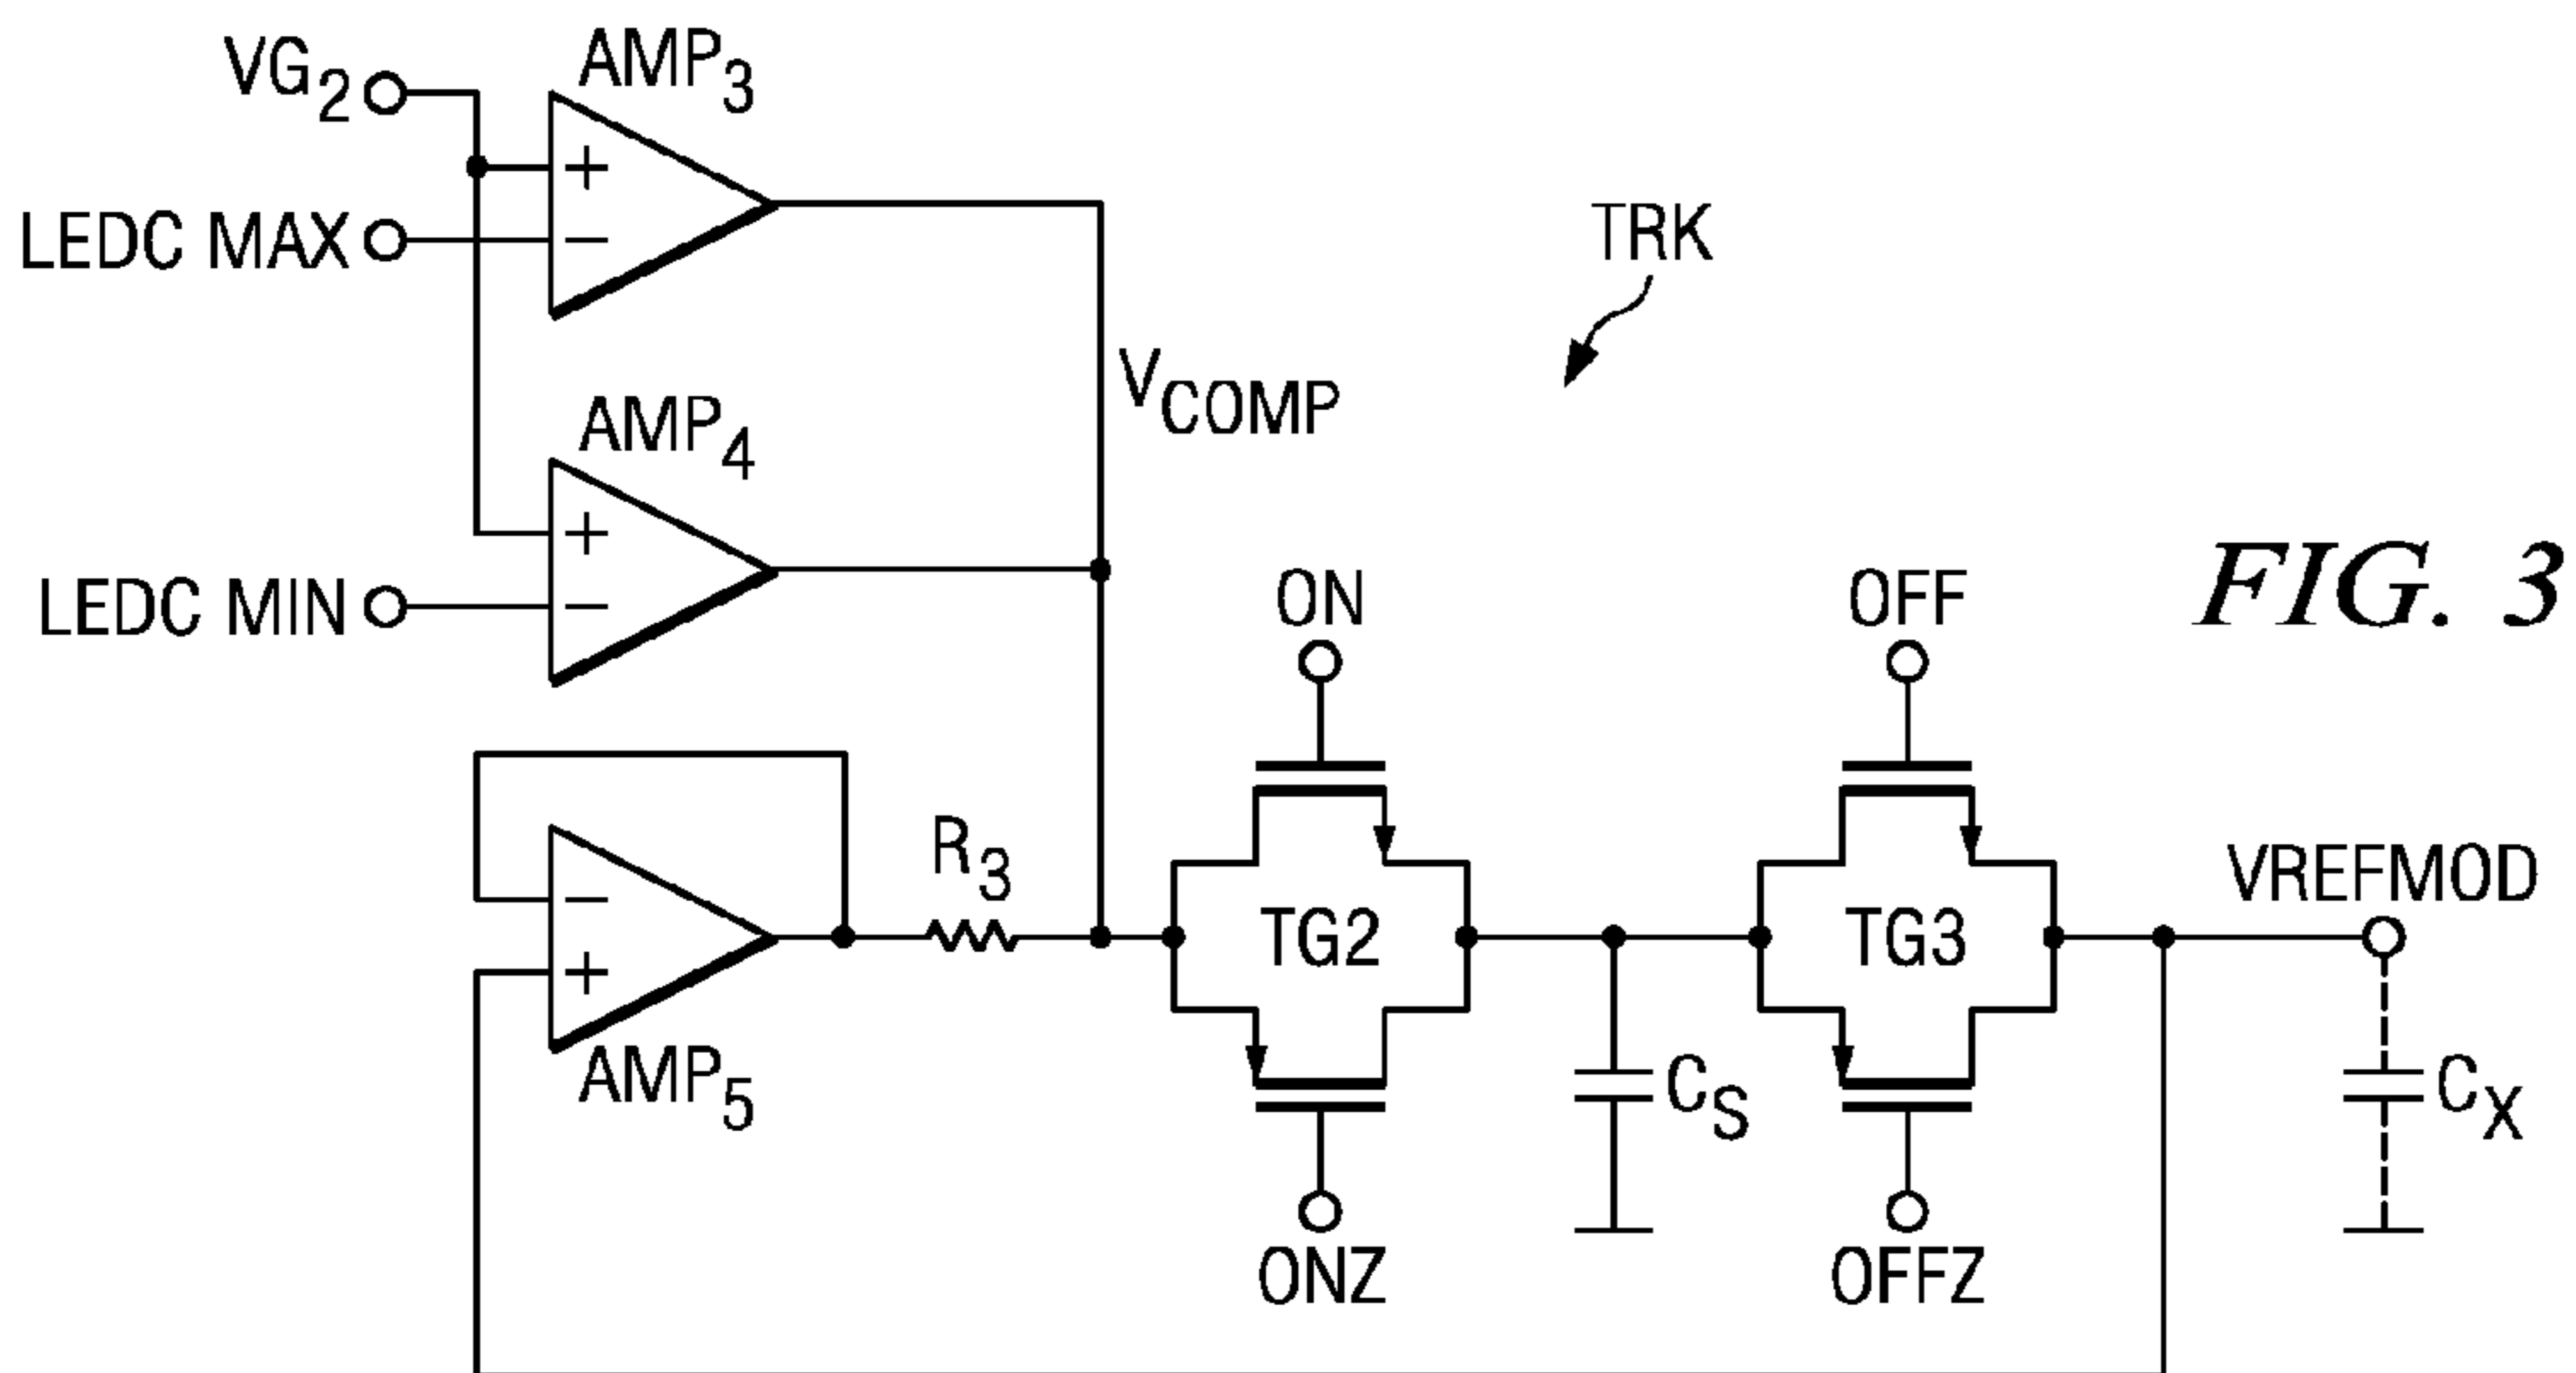 VG2
AMP3
LEDC MAX
TRK
VCOMP
AMP4
LEDC MIN
ON
OFF
FIG. 3
R3
TG2
TG3
VREFMOD
AMP5
CS
CX
ONZ
OFFZ